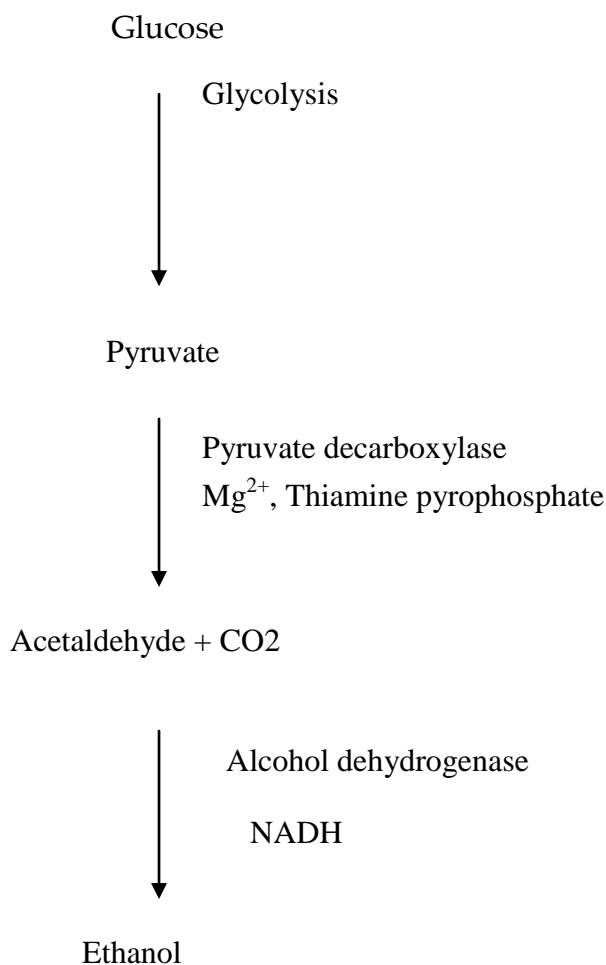 Glucose
Glycolysis
Pyruvate
Pyruvate decarboxylase
Mg²⁺, Thiamine pyrophosphate
Acetaldehyde + CO2
Alcohol dehydrogenase
NADH
Ethanol